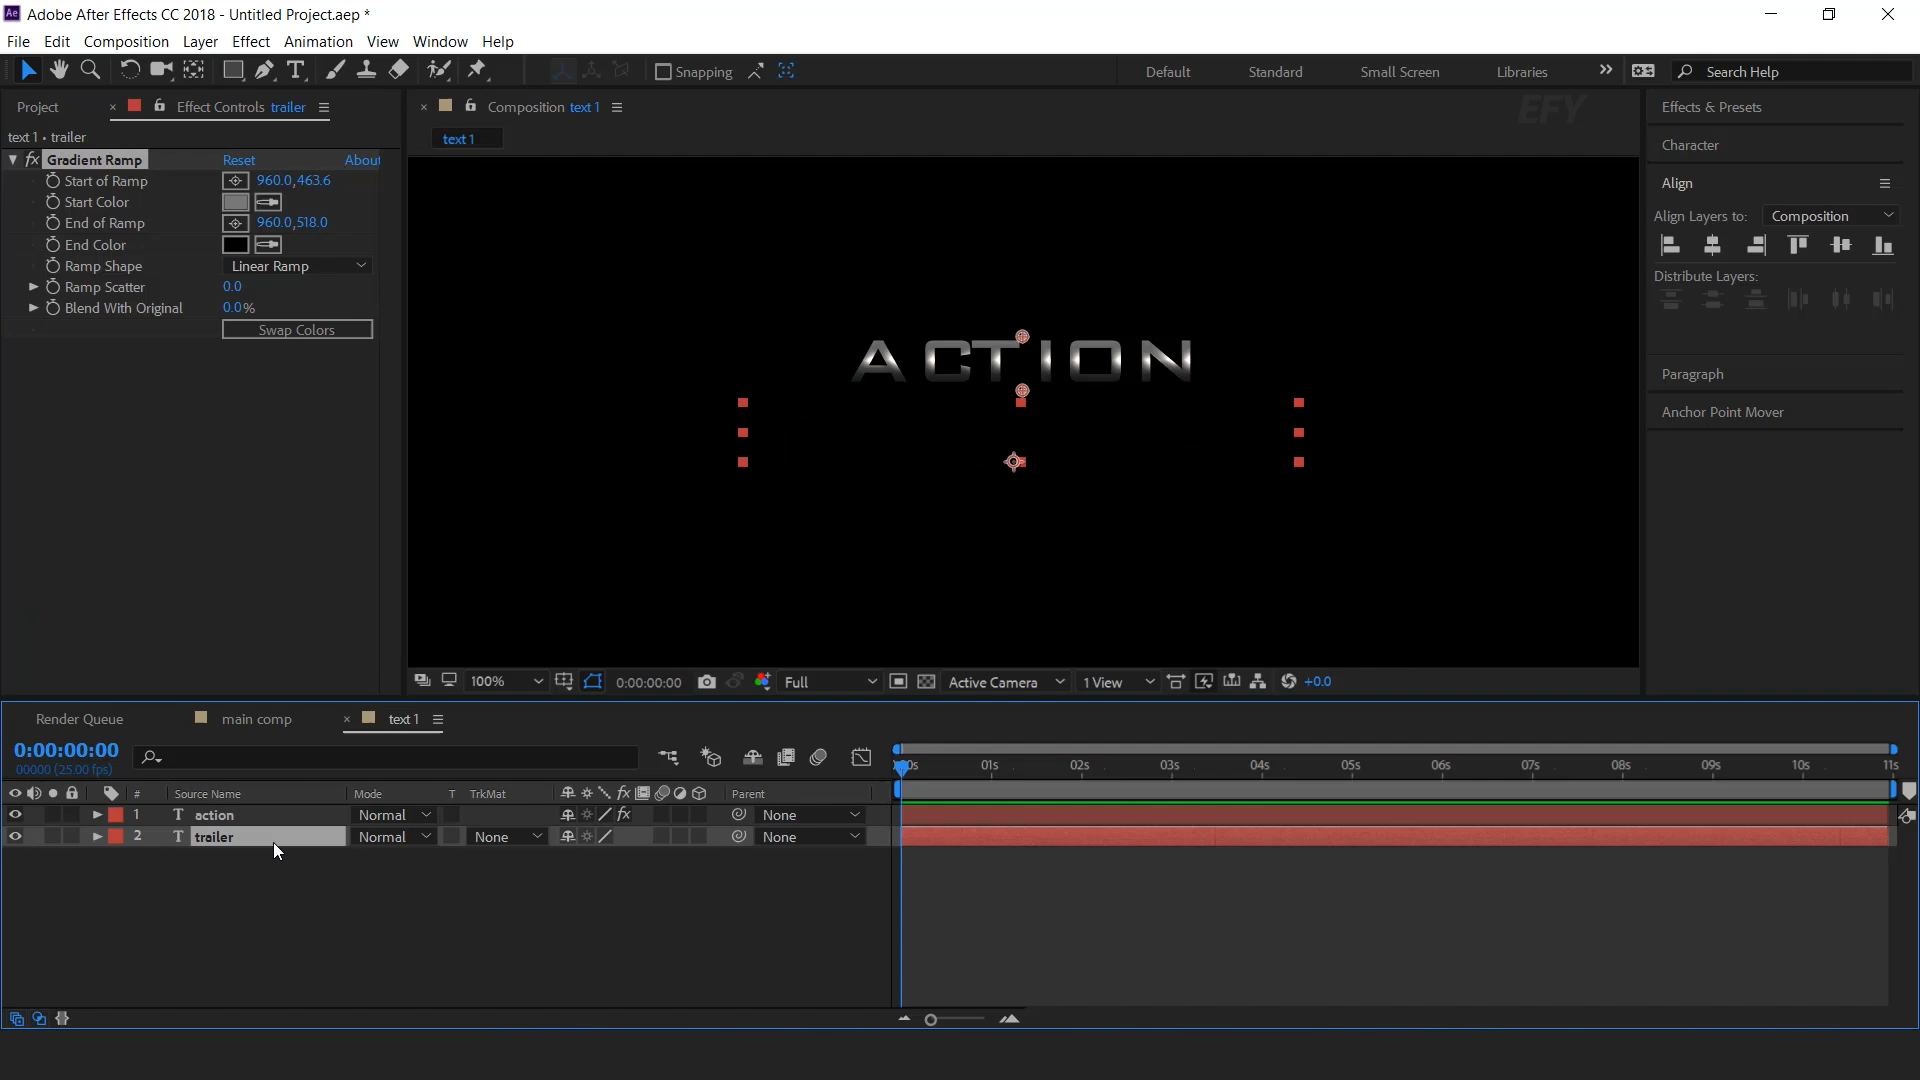 Adobe After Effects CC 2018 - Untitled Project.aep *
File Edit Composition Layer Effect Animation View Window Help
Snapping Default Standard Small Screen Libraries Search Help
Project Effect Controls trailer
Composition text 1
EFY
Effects & Presets
text 1 • trailer
text 1
Gradient Ramp Reset About
Start of Ramp 960.0,463.6
Start Color
End of Ramp 960.0,518.0
End Color
Ramp Shape Linear Ramp
Ramp Scatter 0.0
Blend With Original 0.0%
Swap Colors
ACTION
Character
Align
Align Layers to: Composition
Distribute Layers:
Paragraph
Anchor Point Mover
100% 0:00:00:00 Full Active Camera 1 View +0.0
Render Queue main comp text 1
0:00:00:00
00000 (25.00 fps)
01s 02s 03s 04s 05s 06s 07s 08s 09s 10s 11s
# Source Name Mode T TrkMat Parent
1 T action Normal None
2 T trailer Normal None None